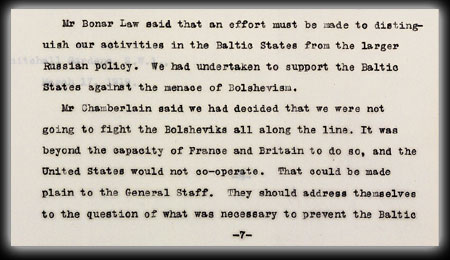 Mr Bonar Law said that an effort must be made to disting-
uish our activities in the Baltic States from the larger
Russian policy. We had undertaken to support the Baltic
States against the menace of Bolshevism.
Mr Chamberlain said we had decided that we were not
going to fight the Bolsheviks all along the line. It was
beyond the capacity of France and Britain to do so, and the
United States would not co-operate. That could be made
plain to the General Staff. They should address themselves
to the question of what was necessary to prevent the Baltic
-7-